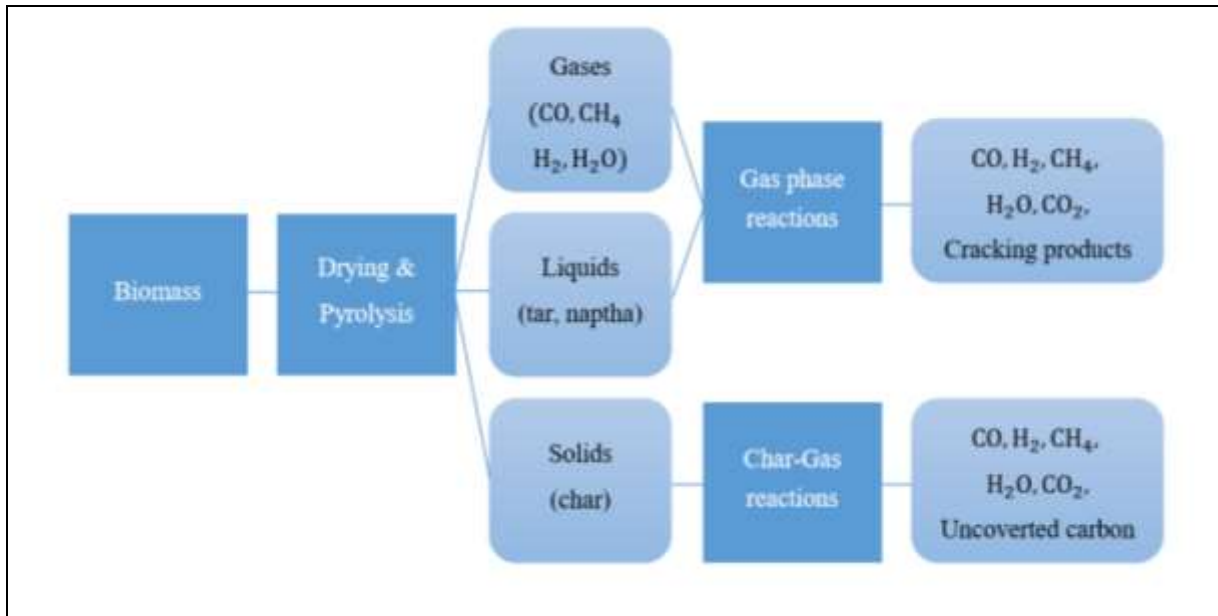 Biomass
Drying &
Pyrolysis
Gases
(CO, CH₄
H₂, H₂O)
Liquids
(tar, naptha)
Solids
(char)
Gas phase
reactions
Char-Gas
reactions
CO, H₂, CH₄,
H₂O, CO₂,
Cracking products
CO, H₂, CH₄,
H₂O, CO₂,
Uncoverted carbon